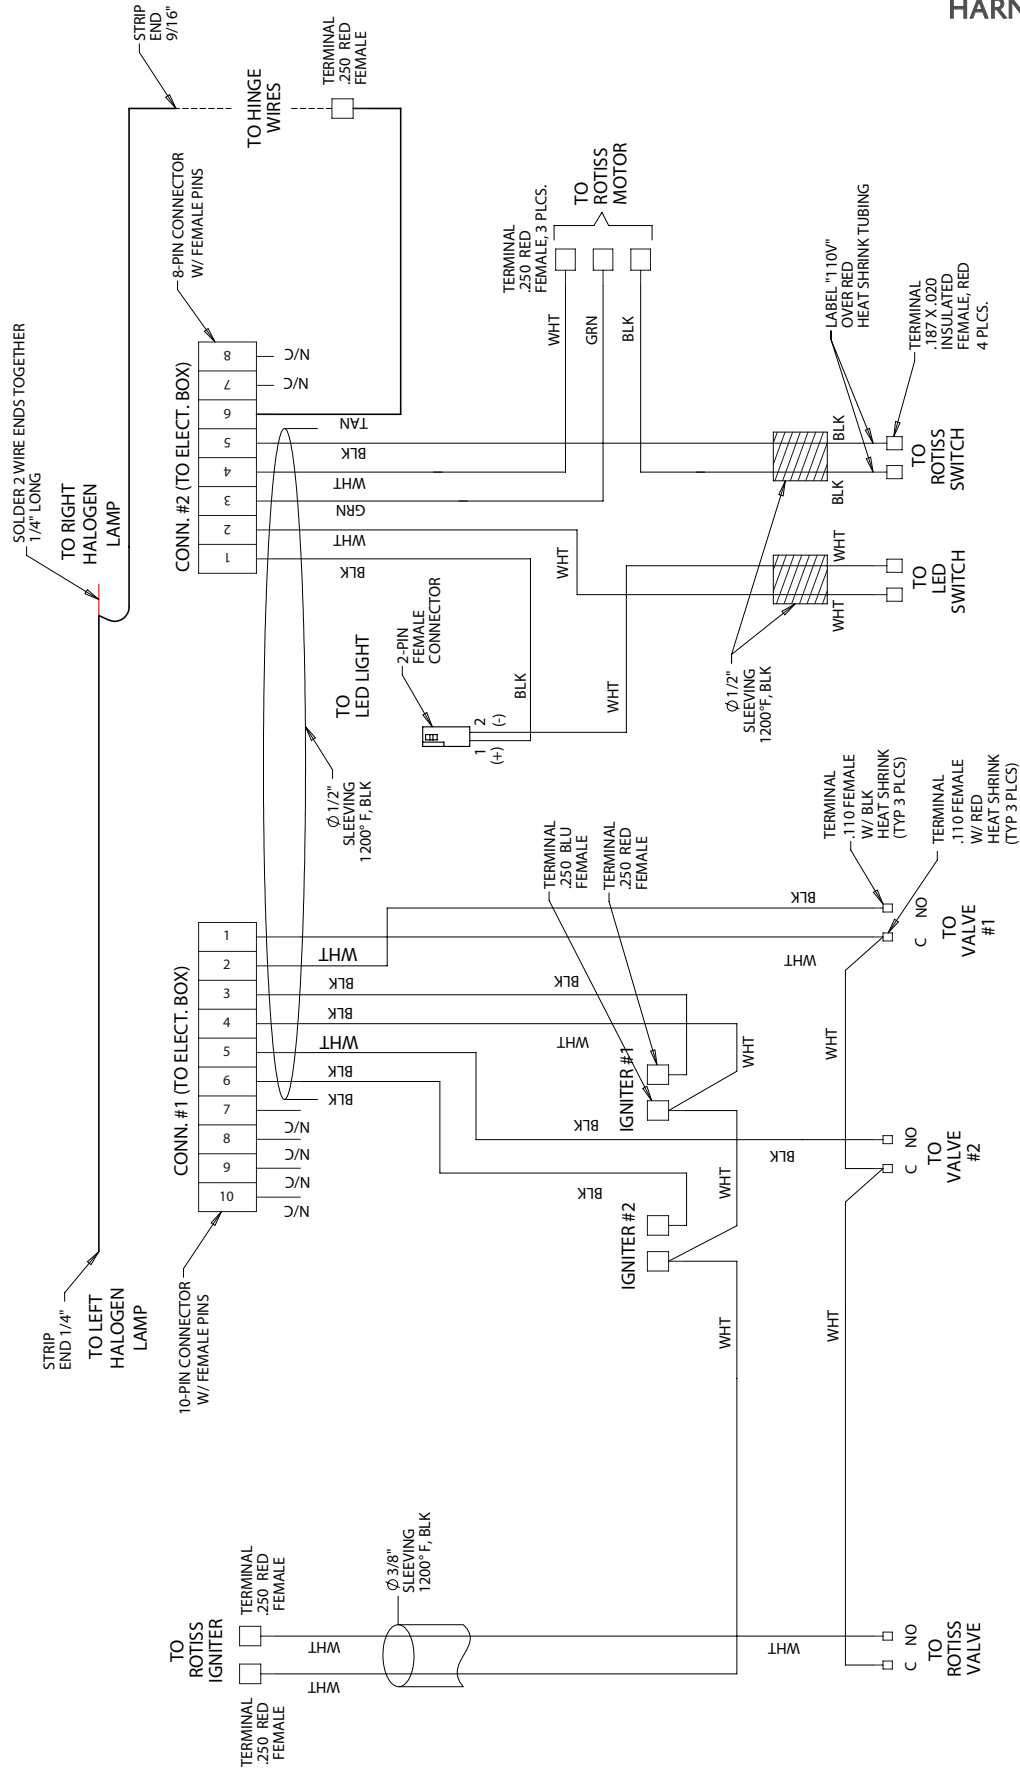 HARN
STRIP
END
9/16"
TERMINAL
.250 RED
FEMALE
TO HINGE
WIRES
8-PIN CONNECTOR
W/ FEMALE PINS
SOLDER 2 WIRE ENDS TOGETHER
1/4" LONG
TO RIGHT
HALOGEN
LAMP
CONN. #2 (TO ELECT. BOX)
8
7
6
5
4
3
2
1
N/C
N/C
TAN
BLK
WHT
GRN
WHT
BLK
TERMINAL
.250 RED
FEMALE, 3 PLCS.
TO
ROTISS
MOTOR
WHT
GRN
BLK
LABEL "110V"
OVER RED
HEAT SHRINK TUBING
TERMINAL
.187 X .020
INSULATED
FEMALE, RED
4 PLCS.
BLK
BLK
TO
ROTISS
SWITCH
WHT
WHT
WHT
TO
LED
SWITCH
Ø 1/2"
SLEEVING
1200°F, BLK
TO
LED LIGHT
2-PIN
FEMALE
CONNECTOR
1
(+)
2
(-)
BLK
WHT
Ø 1/2"
SLEEVING
1200° F, BLK
CONN. #1 (TO ELECT. BOX)
1
2
3
4
5
6
7
8
9
10
WHT
BLK
BLK
WHT
BLK
BLK
N/C
N/C
N/C
N/C
STRIP
END 1/4"
TO LEFT
HALOGEN
LAMP
10-PIN CONNECTOR
W/ FEMALE PINS
TERMINAL
.250 BLU
FEMALE
TERMINAL
.250 RED
FEMALE
TERMINAL
.110 FEMALE
W/ BLK
HEAT SHRINK
(TYP 3 PLCS)
TERMINAL
.110 FEMALE
W/ RED
HEAT SHRINK
(TYP 3 PLCS)
BLK
WHT
C NO
TO
VALVE
#1
BLK
WHT
IGNITER #1
WHT
WHT
BLK
BLK
C NO
TO
VALVE
#2
BLK
IGNITER #2
WHT
WHT
WHT
TO
ROTISS
IGNITER
TERMINAL
.250 RED
FEMALE
TERMINAL
.250 RED
FEMALE
Ø 3/8"
SLEEVING
1200° F, BLK
WHT
WHT
WHT
C NO
TO
ROTISS
VALVE